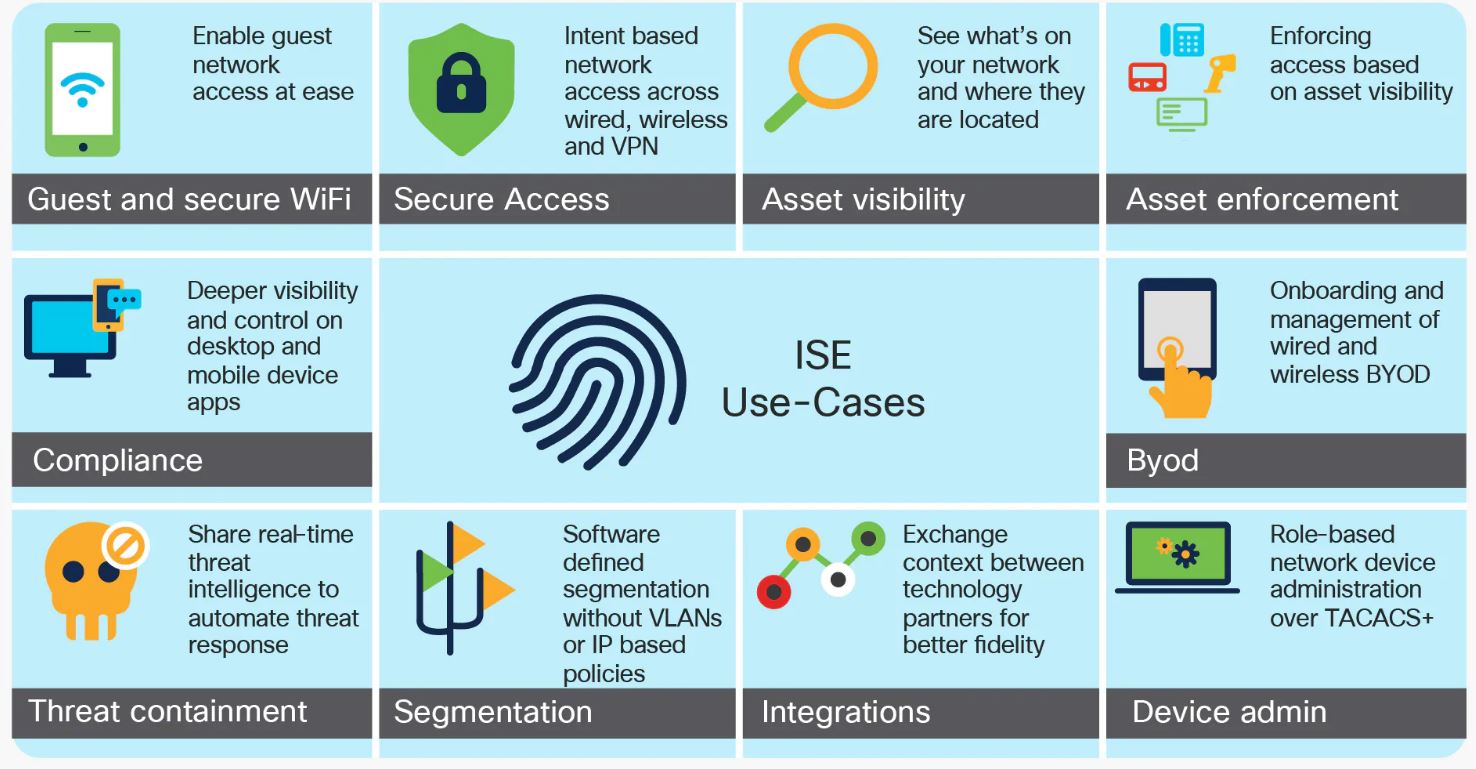 Enable guest
network
access at ease
Guest and secure WiFi
Intent based
network
access across
wired, wireless
and VPN
Secure Access
See what's on
your network
and where they
are located
Asset visibility
Enforcing
access based
on asset visibility
Asset enforcement
Deeper visibility
and control on
desktop and
mobile device
apps
Compliance
ISE
Use-Cases
Onboarding and
management of
wired and
wireless BYOD
Byod
Share real-time
threat
intelligence to
automate threat
response
Threat containment
Software
defined
segmentation
without VLANs
or IP based
policies
Segmentation
Exchange
context between
technology
partners for
better fidelity
Integrations
Role-based
network device
administration
over TACACS+
Device admin